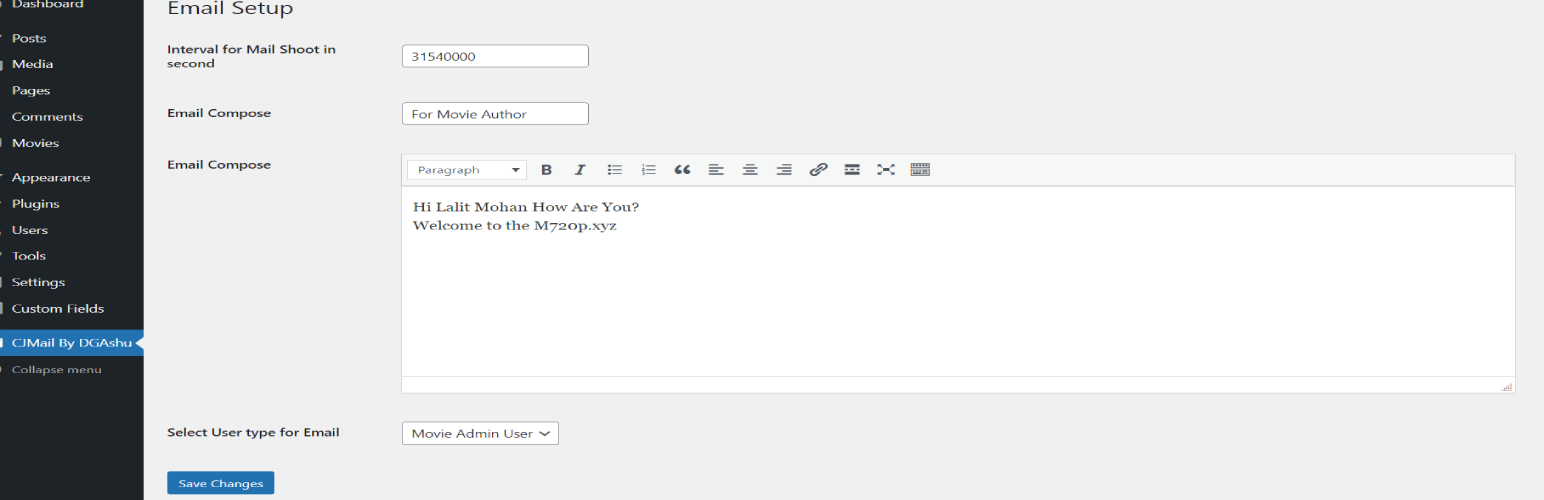 Dashboard
Posts
Media
Pages
Comments
Movies
Appearance
Plugins
Users
Tools
Settings
Custom Fields
CJMail By DGAshu
Collapse menu
Email Setup
Interval for Mail Shoot in
second
31540000
Email Compose
For Movie Author
Email Compose
Paragraph
B I
Hi Lalit Mohan How Are You?
Welcome to the M720p.xyz
Select User type for Email
Movie Admin User
Save Changes